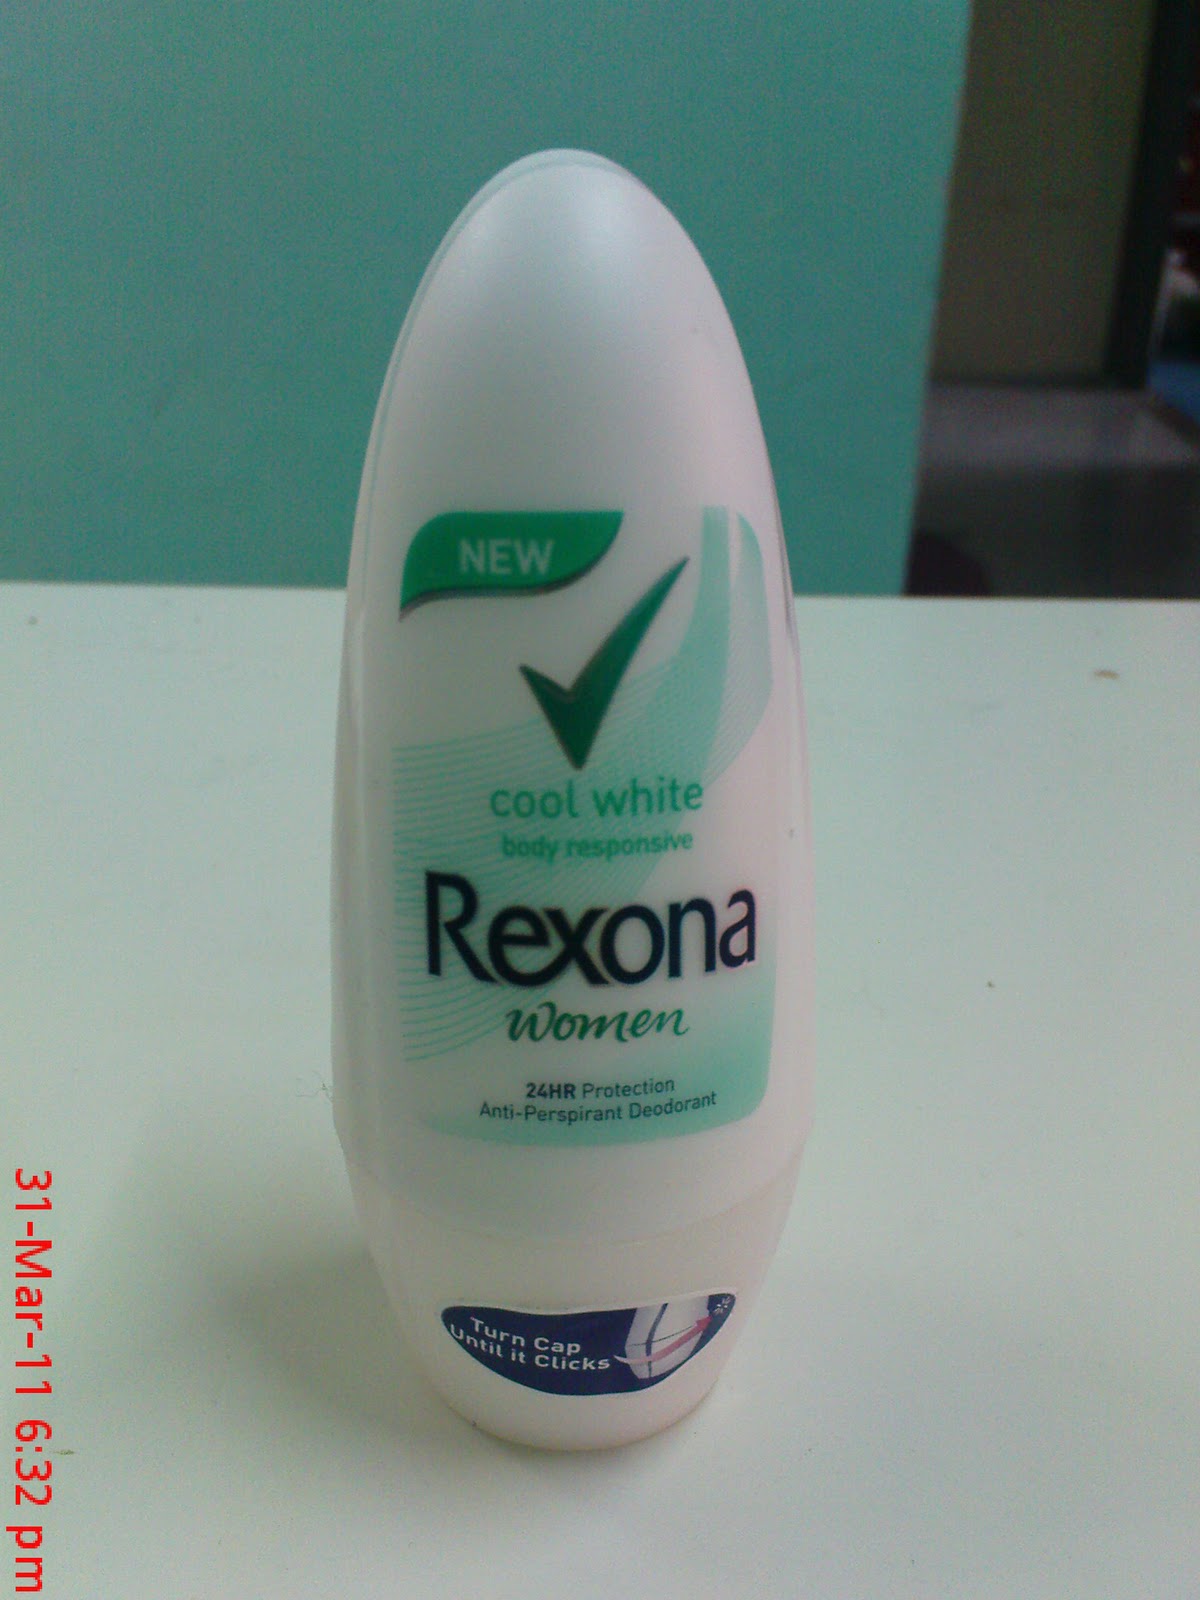 NEW
cool white
body responsive
Rexona
women
24HR Protection
Anti-Perspirant Deodorant
Turn Cap
Until it Clicks
31-Mar-11 6:32 pm